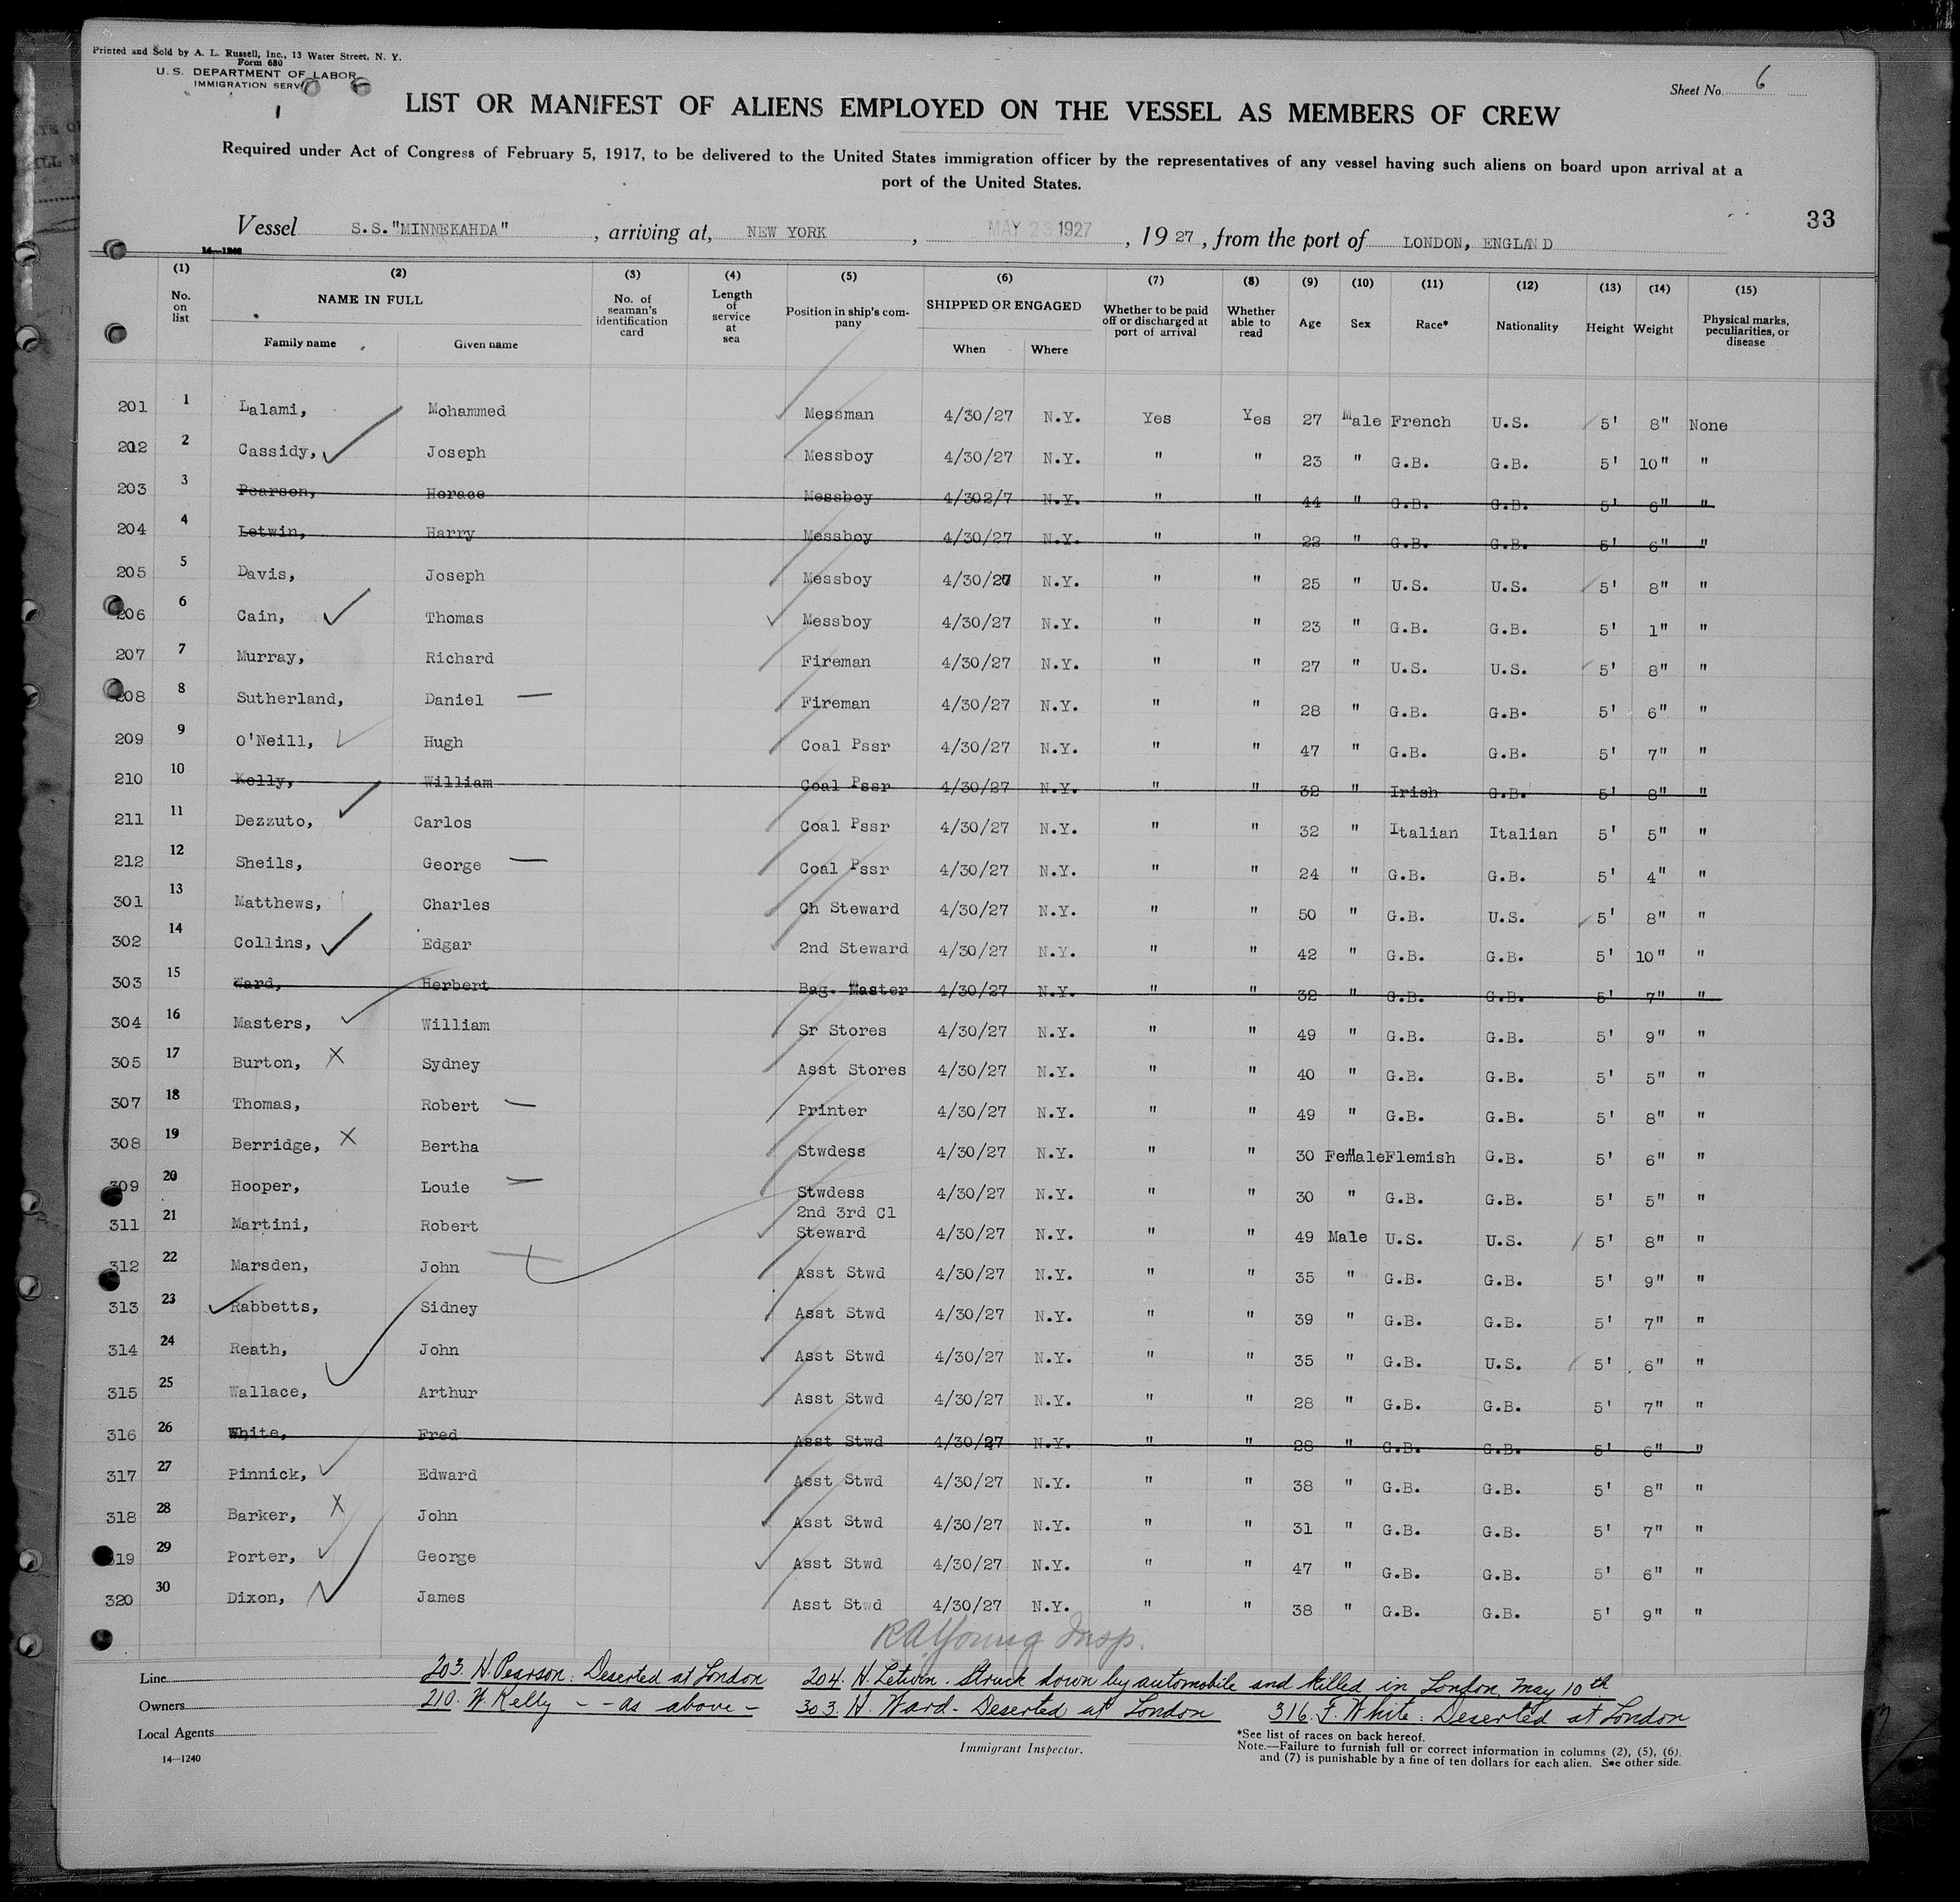 Printed and Sold by A. L. Russell, Inc., 13 Water Street, N. Y.
Form 680
U. S. DEPARTMENT OF LABOR
IMMIGRATION SERV
Sheet No. 6
LIST OR MANIFEST OF ALIENS EMPLOYED ON THE VESSEL AS MEMBERS OF CREW
Required under Act of Congress of February 5, 1917, to be delivered to the United States immigration officer by the representatives of any vessel having such aliens on board upon arrival at a
port of the United States.
33
Vessel S.S."MINNEKAHDA", arriving at, NEW YORK, MAY 23 1927, 1927, from the port of LONDON, ENGLAND
14—1240
(1) (2) (3) (4) (5) (6) (7) (8) (9) (10) (11) (12) (13) (14) (15)
No. on list NAME IN FULL Family name Given name No. of seaman's identification card Length of service at sea Position in ship's company SHIPPED OR ENGAGED When Where Whether to be paid off or discharged at port of arrival Whether able to read Age Sex Race* Nationality Height Weight Physical marks, peculiarities, or disease
201 1 Lalami, Mohammed Messman 4/30/27 N.Y. Yes Yes 27 Male French U.S. 5' 8" None
202 2 Cassidy, Joseph Messboy 4/30/27 N.Y. " " 23 " G.B. G.B. 5' 10" "
203 3 Pearson, Horace Messboy 4/302/7 N.Y. " " 44 " G.B. G.B. 5' 6" "
204 4 Letwin, Harry Messboy 4/30/27 N.Y. " " 22 " G.B. G.B. 5' 6" "
205 5 Davis, Joseph Messboy 4/30/27 N.Y. " " 25 " U.S. U.S. 5' 8" "
206 6 Cain, Thomas Messboy 4/30/27 N.Y. " " 23 " G.B. G.B. 5' 1" "
207 7 Murray, Richard Fireman 4/30/27 N.Y. " " 27 " U.S. U.S. 5' 8" "
208 8 Sutherland, Daniel Fireman 4/30/27 N.Y. " " 28 " G.B. G.B. 5' 6" "
209 9 O'Neill, Hugh Coal Pssr 4/30/27 N.Y. " " 47 " G.B. G.B. 5' 7" "
210 10 Kelly, William Coal Pssr 4/30/27 N.Y. " " 32 " Irish G.B. 5' 8" "
211 11 Dezzuto, Carlos Coal Pssr 4/30/27 N.Y. " " 32 " Italian Italian 5' 5" "
212 12 Sheils, George Coal Pssr 4/30/27 N.Y. " " 24 " G.B. G.B. 5' 4" "
301 13 Matthews, Charles Ch Steward 4/30/27 N.Y. " " 50 " G.B. U.S. 5' 8" "
302 14 Collins, Edgar 2nd Steward 4/30/27 N.Y. " " 42 " G.B. G.B. 5' 10" "
303 15 Ward, Herbert Bag. Master 4/30/27 N.Y. " " 32 " G.B. G.B. 5' 7" "
304 16 Masters, William Sr Stores 4/30/27 N.Y. " " 49 " G.B. G.B. 5' 9" "
305 17 Burton, Sydney Asst Stores 4/30/27 N.Y. " " 40 " G.B. G.B. 5' 5" "
307 18 Thomas, Robert Printer 4/30/27 N.Y. " " 49 " G.B. G.B. 5' 8" "
308 19 Berridge, Bertha Stwdess 4/30/27 N.Y. " " 30 Female Flemish G.B. 5' 6" "
309 20 Hooper, Louie Stwdess 4/30/27 N.Y. " " 30 " G.B. G.B. 5' 5" "
311 21 Martini, Robert 2nd 3rd Cl Steward 4/30/27 N.Y. " " 49 Male U.S. U.S. 5' 8" "
312 22 Marsden, John Asst Stwd 4/30/27 N.Y. " " 35 " G.B. G.B. 5' 9" "
313 23 Rabbetts, Sidney Asst Stwd 4/30/27 N.Y. " " 39 " G.B. G.B. 5' 7" "
314 24 Reath, John Asst Stwd 4/30/27 N.Y. " " 35 " G.B. U.S. 5' 6" "
315 25 Wallace, Arthur Asst Stwd 4/30/27 N.Y. " " 28 " G.B. G.B. 5' 7" "
316 26 White, Fred Asst Stwd 4/30/27 N.Y. " " 28 " G.B. G.B. 5' 6" "
317 27 Pinnick, Edward Asst Stwd 4/30/27 N.Y. " " 38 " G.B. G.B. 5' 8" "
318 28 Barker, John Asst Stwd 4/30/27 N.Y. " " 31 " G.B. G.B. 5' 7" "
319 29 Porter, George Asst Stwd 4/30/27 N.Y. " " 47 " G.B. G.B. 5' 6" "
320 30 Dixon, James Asst Stwd 4/30/27 N.Y. " " 38 " G.B. G.B. 5' 9" "
RA Young Insp.
Line 203. H. Pearson: Deserted at London 204. H. Letwin. Struck down by automobile and killed in London, May 10th
Owners 210. W. Kelly - - as above - 303. H. Ward - Deserted at London 316. F. White: Deserted at London
Local Agents
Immigrant Inspector.
14—1240
*See list of races on back hereof.
Note.—Failure to furnish full or correct information in columns (2), (5), (6),
and (7) is punishable by a fine of ten dollars for each alien. See other side.